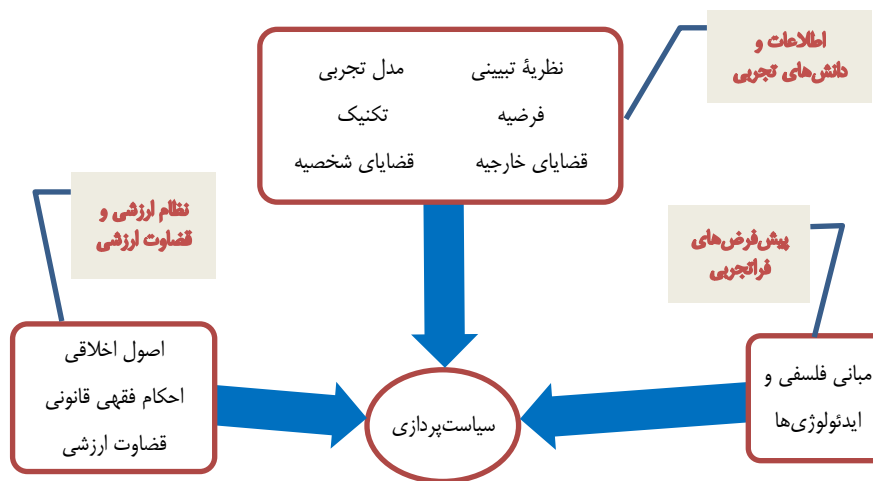 اطلاعات و
دانش‌های تجربی
نظریهٔ تبیینی مدل تجربی
فرضیه تکنیک
قضایای خارجیه قضایای شخصیه
پیش‌فرض‌های
فراتجربی
نظام ارزشی و
قضاوت ارزشی
مبانی فلسفی و
ایدئولوژی‌ها
اصول اخلاقی
احکام فقهی قانونی
قضاوت ارزشی
سیاست‌پردازی